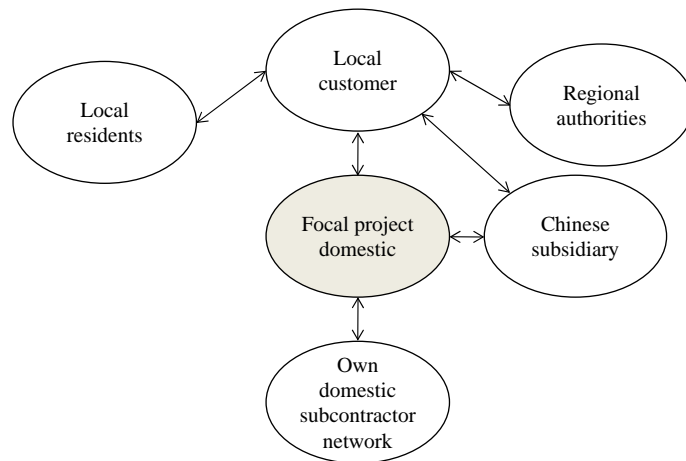 Local
customer
Local
residents
Regional
authorities
Focal project
domestic
Chinese
subsidiary
Own
domestic
subcontractor
network